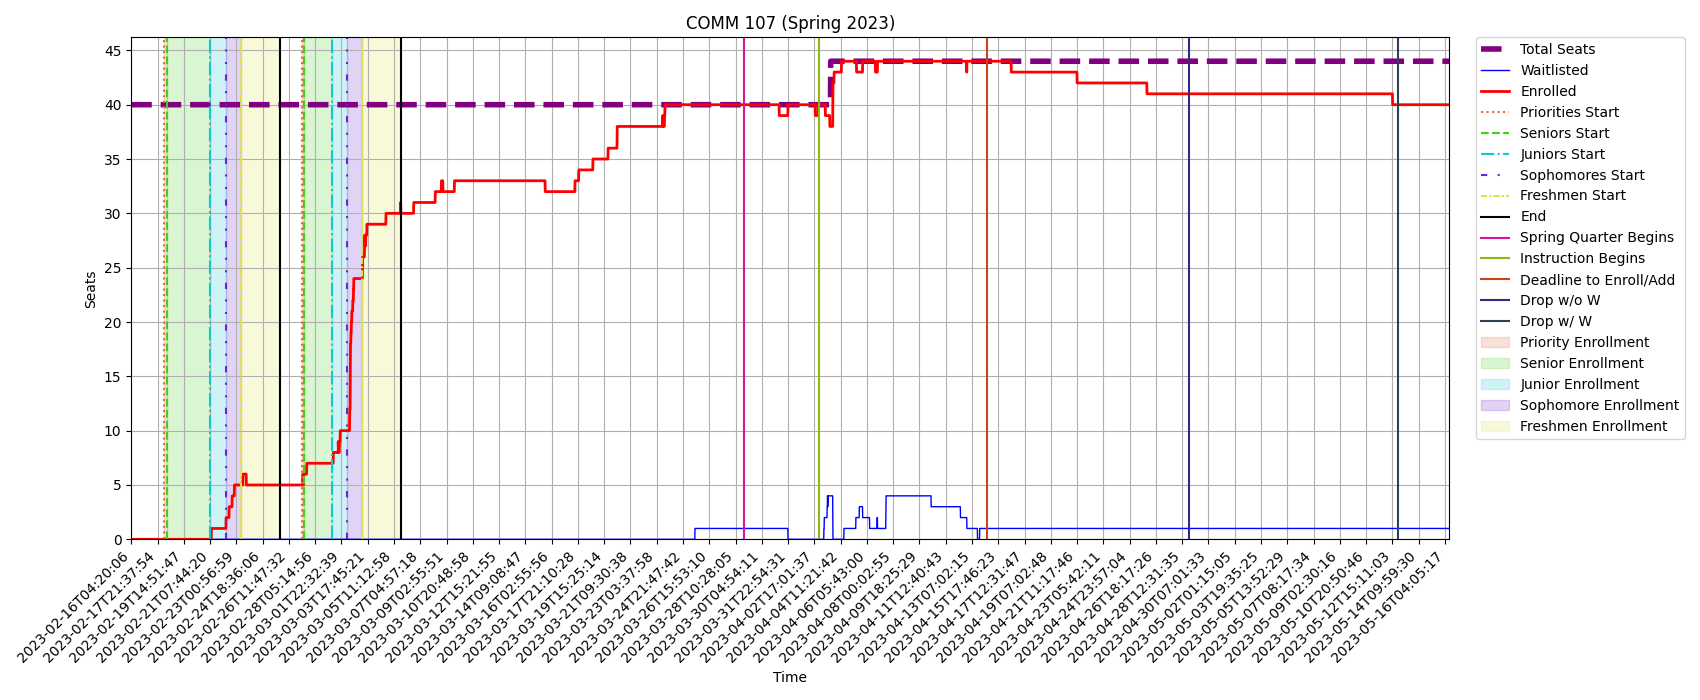 COMM 107 (Spring 2023)
Seats
45
40
35
30
25
20
15
10
5
0
2023-02-16T04:20:06
2023-02-17T21:37:54
2023-02-19T14:51:47
2023-02-21T07:44:20
2023-02-23T00:56:59
2023-02-24T18:36:06
2023-02-26T11:47:32
2023-02-28T05:14:56
2023-03-01T22:32:39
2023-03-03T17:45:21
2023-03-05T11:12:58
2023-03-07T04:57:18
2023-03-09T02:55:51
2023-03-10T20:48:58
2023-03-12T15:21:55
2023-03-14T09:08:47
2023-03-16T02:55:56
2023-03-17T21:10:28
2023-03-19T15:25:14
2023-03-21T09:30:38
2023-03-23T03:37:58
2023-03-24T21:47:42
2023-03-26T15:53:10
2023-03-28T10:28:05
2023-03-30T04:54:11
2023-03-31T22:54:31
2023-04-02T17:01:37
2023-04-04T11:21:42
2023-04-06T05:43:00
2023-04-08T00:02:55
2023-04-09T18:25:29
2023-04-11T12:40:43
2023-04-13T07:02:15
2023-04-15T17:46:23
2023-04-17T12:31:47
2023-04-19T07:02:48
2023-04-21T11:17:46
2023-04-23T05:42:11
2023-04-24T23:57:04
2023-04-26T18:17:26
2023-04-28T12:31:35
2023-04-30T07:01:33
2023-05-02T01:15:05
2023-05-03T19:35:25
2023-05-05T13:52:29
2023-05-07T08:17:34
2023-05-09T02:30:16
2023-05-10T20:50:46
2023-05-12T15:11:03
2023-05-14T09:59:30
2023-05-16T04:05:17
Time
Total Seats
Waitlisted
Enrolled
Priorities Start
Seniors Start
Juniors Start
Sophomores Start
Freshmen Start
End
Spring Quarter Begins
Instruction Begins
Deadline to Enroll/Add
Drop w/o W
Drop w/ W
Priority Enrollment
Senior Enrollment
Junior Enrollment
Sophomore Enrollment
Freshmen Enrollment